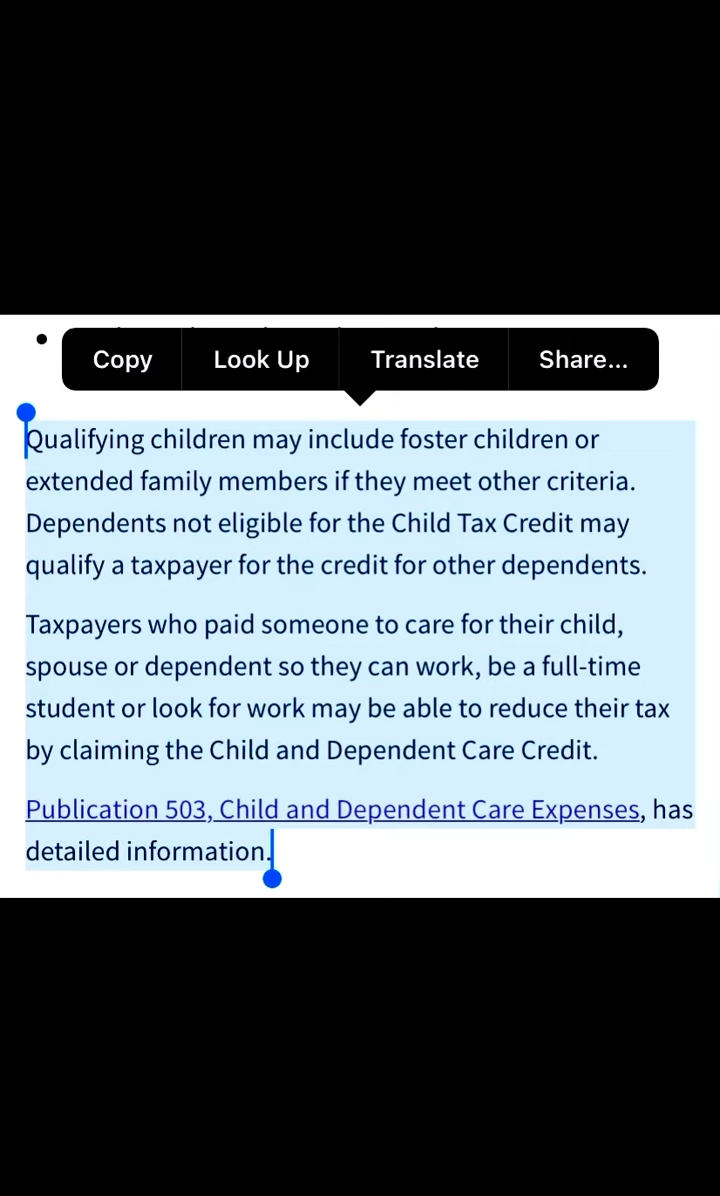 Copy Look Up Translate Share...
Qualifying children may include foster children or
extended family members if they meet other criteria.
Dependents not eligible for the Child Tax Credit may
qualify a taxpayer for the credit for other dependents.
Taxpayers who paid someone to care for their child,
spouse or dependent so they can work, be a full-time
student or look for work may be able to reduce their tax
by claiming the Child and Dependent Care Credit.
Publication 503, Child and Dependent Care Expenses, has
detailed information.